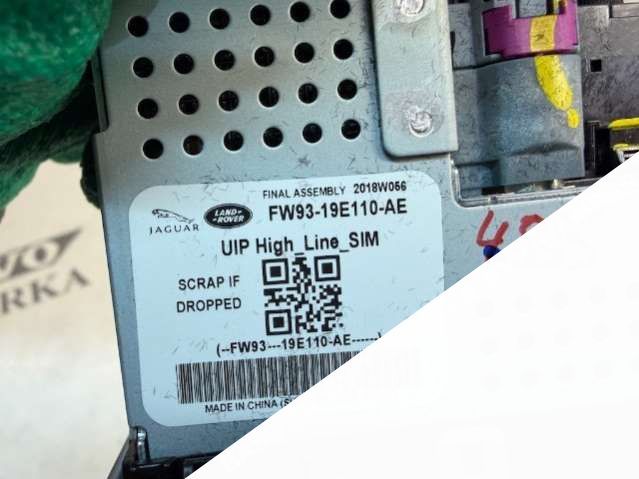 FINAL ASSEMBLY 2018W056
JAGUAR
LAND-
ROVER
FW93-19E110-AE
UIP High_Line_SIM
SCRAP IF
DROPPED
(--FW93---19E110-AE------
MADE IN CHINA